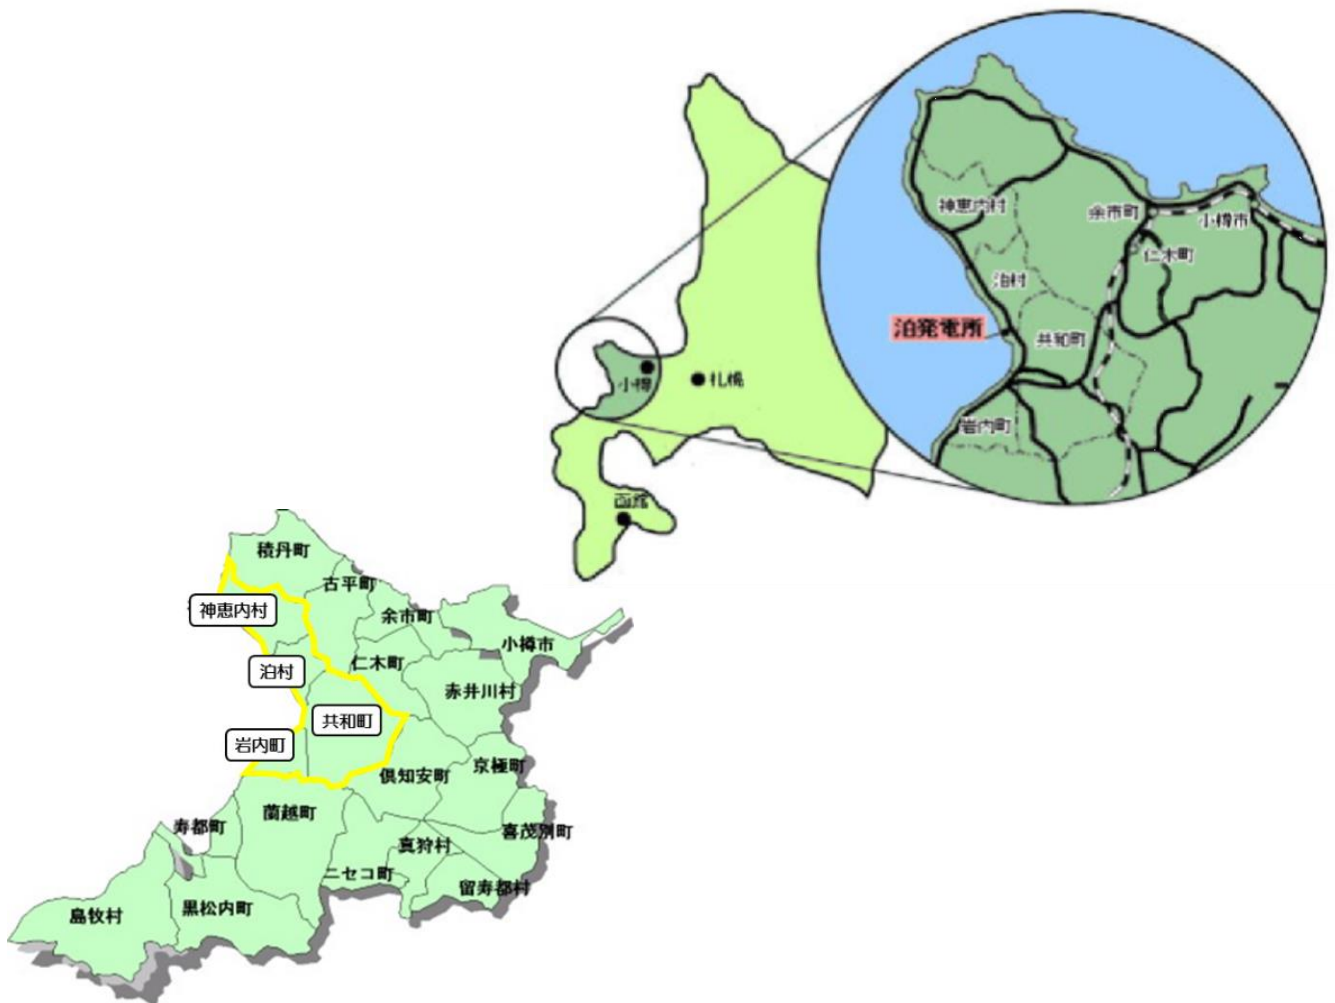 神恵内村
余市町
小樽市
仁木町
泊村
泊発電所
共和町
岩内町
小樽
札幌
函館
積丹町
古平町
神恵内村
余市町
小樽市
仁木町
泊村
赤井川村
共和町
岩内町
京極町
倶知安町
蘭越町
寿都町
喜茂別町
真狩村
ニセコ町
留寿都村
黒松内町
島牧村